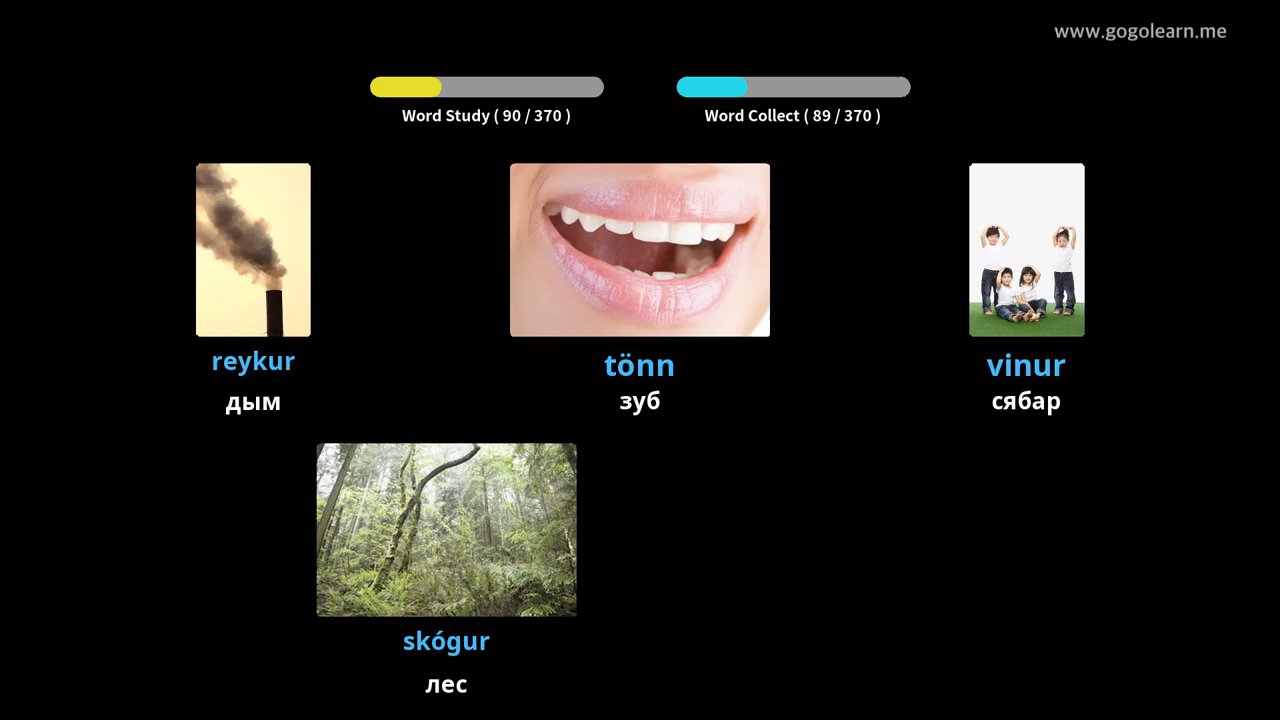 www.gogolearn.me
Word Study ( 90 / 370 )
Word Collect ( 89 / 370 )
reykur
дым
tönn
зуб
vinur
сябар
skógur
лес